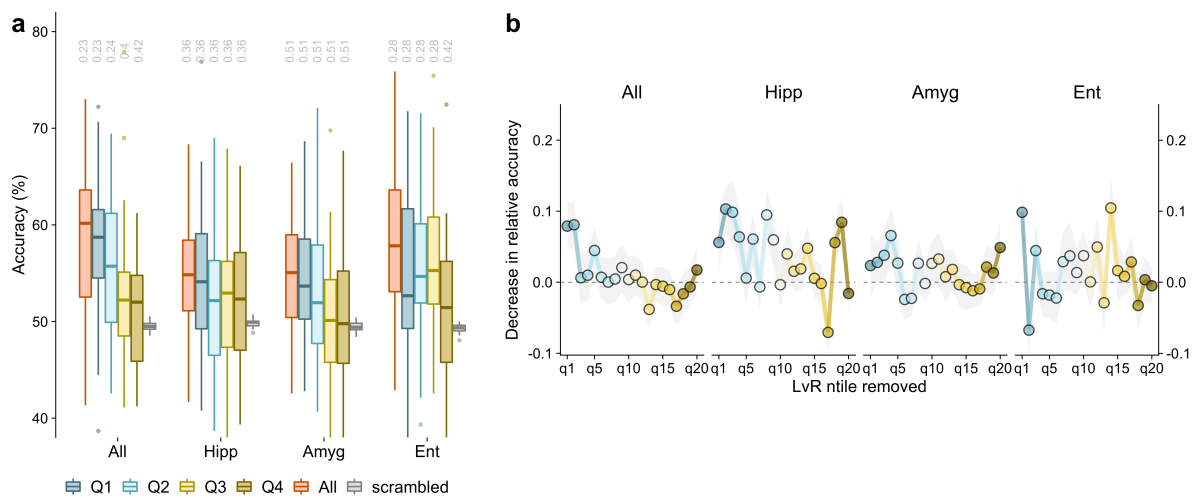 a
0.23 0.23 0.24 0.4 0.42 0.36 0.36 0.36 0.36 0.36 0.51 0.51 0.51 0.51 0.51 0.28 0.28 0.28 0.28 0.42
Accuracy (%)
80
70
60
50
40
All Hipp Amyg Ent
Q1 Q2 Q3 Q4 All scrambled
b
All Hipp Amyg Ent
Decrease in relative accuracy
0.2 0.2
0.1 0.1
0.0 0.0
-0.1 -0.1
q1 q5 q10 q15 q20 q1 q5 q10 q15 q20 q1 q5 q10 q15 q20 q1 q5 q10 q15 q20
LvR ntile removed